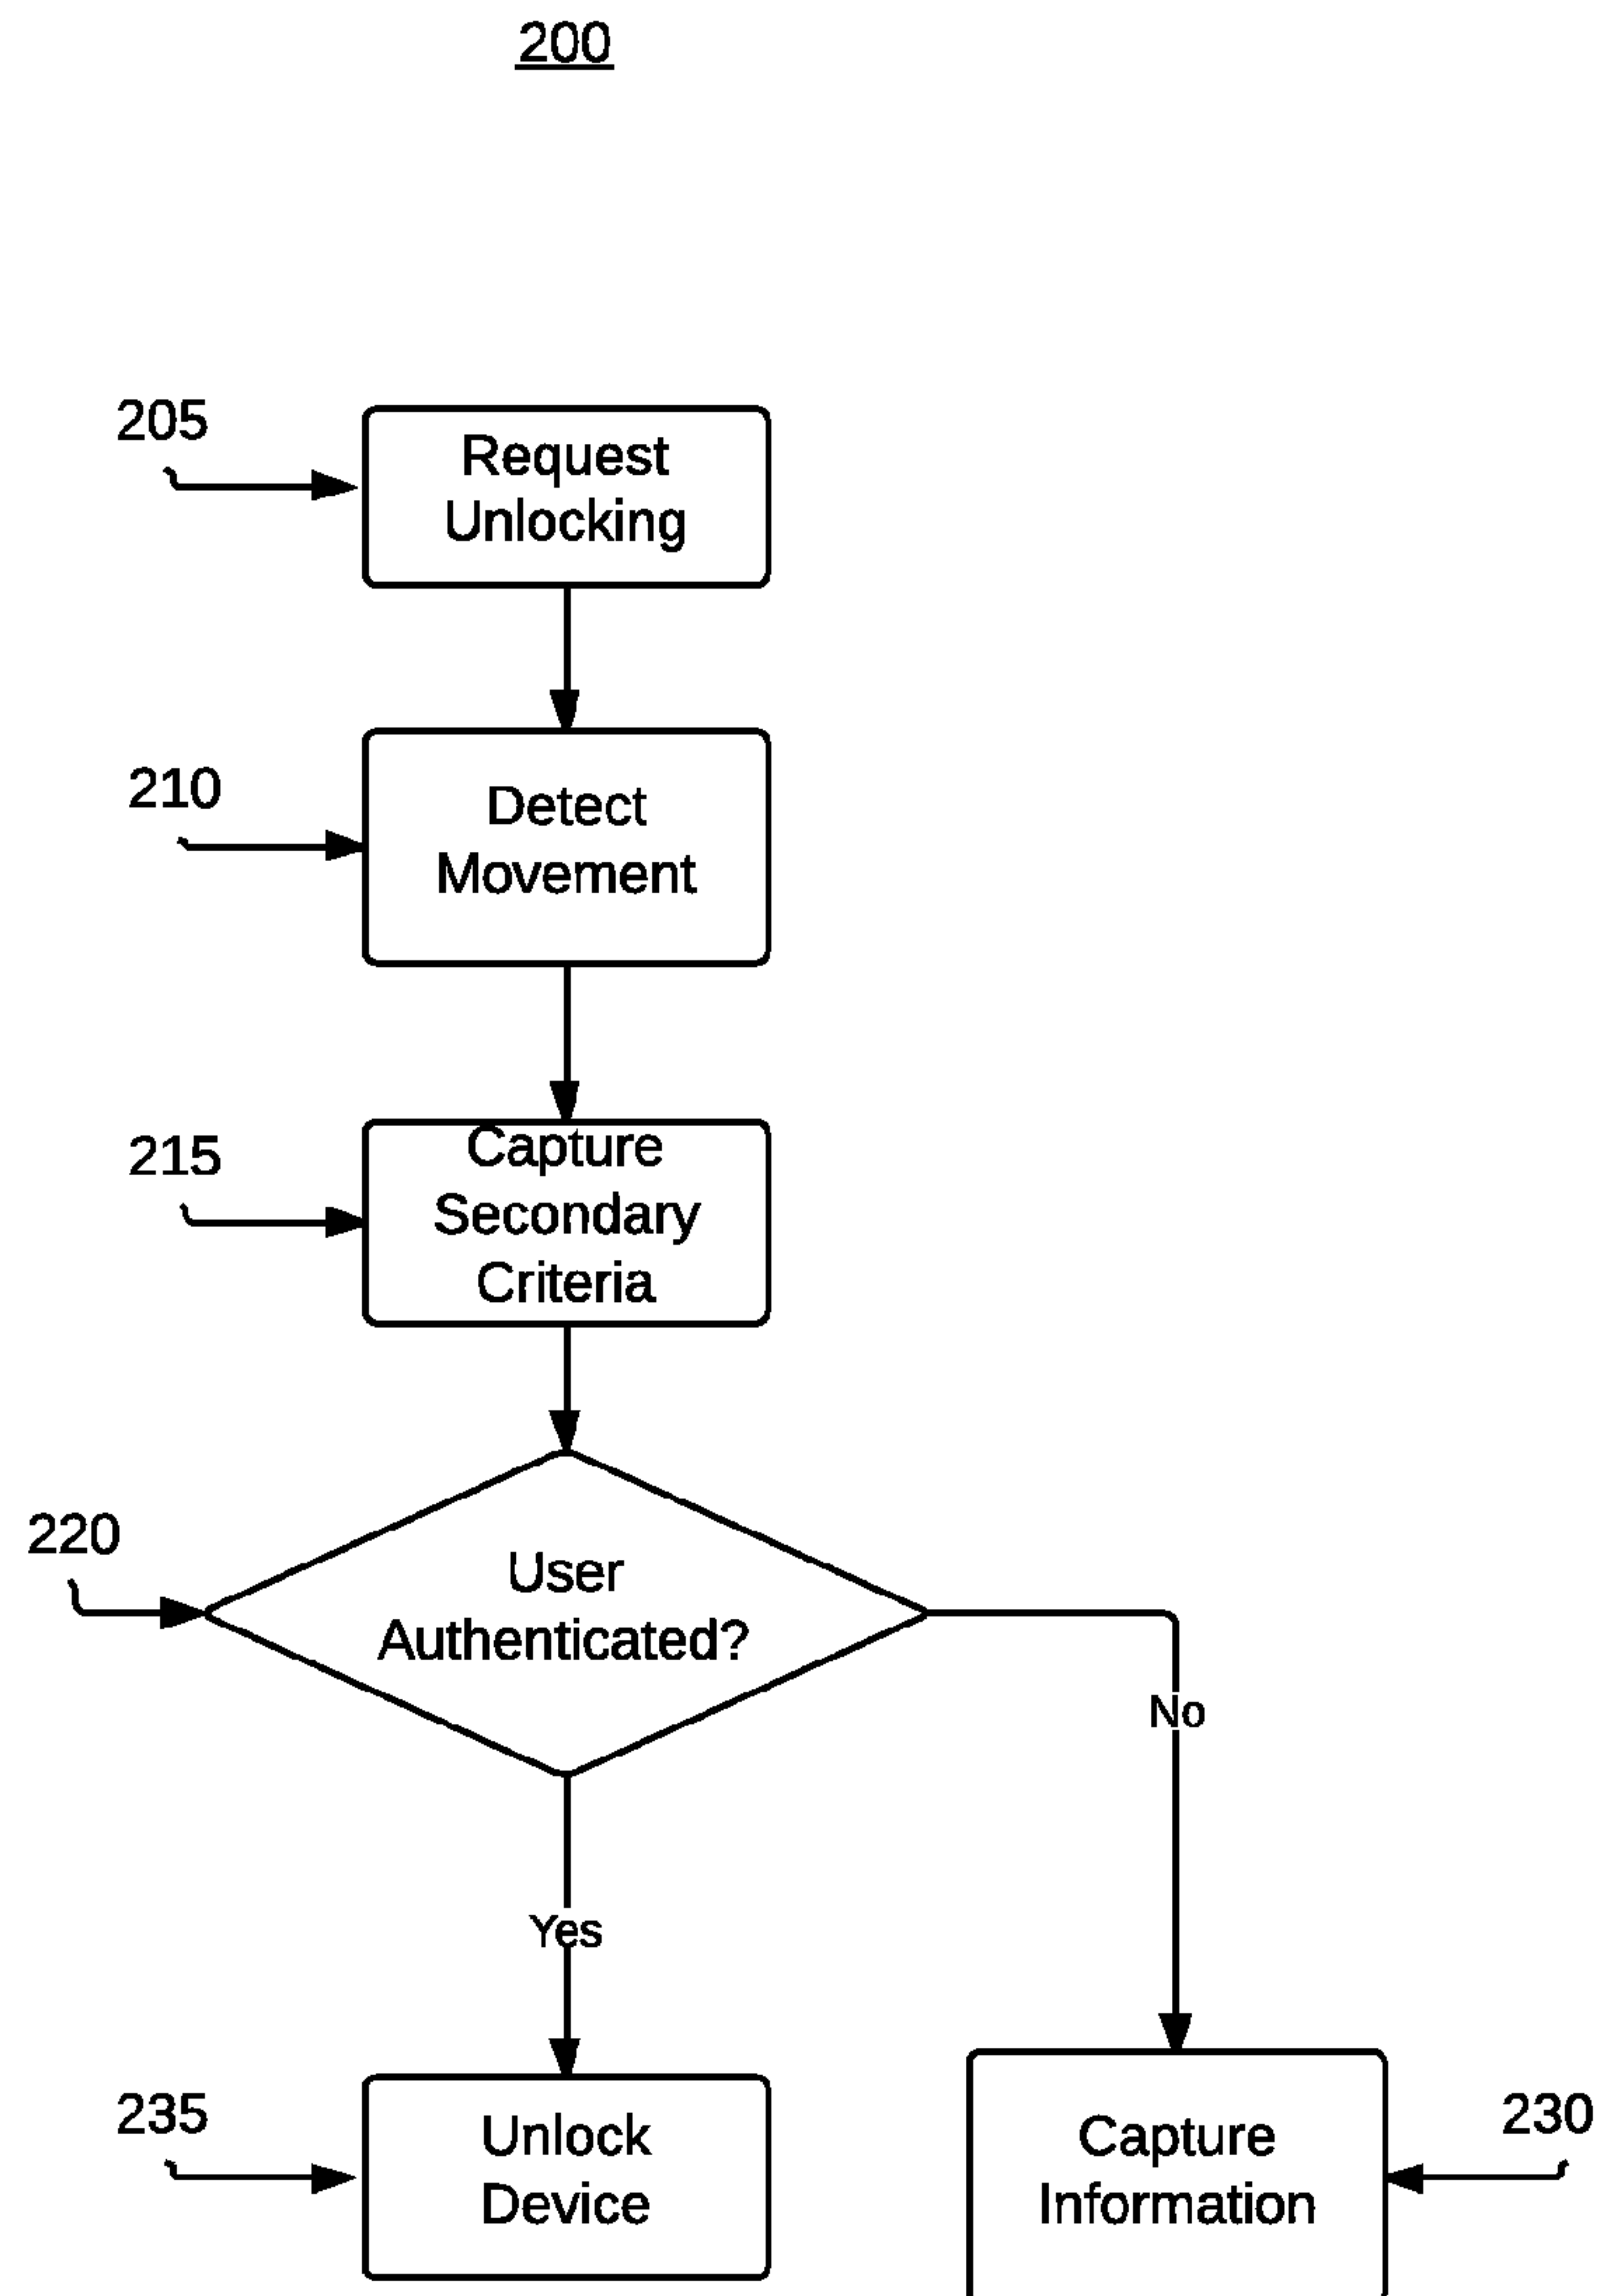 200
205
Request
Unlocking
210
Detect
Movement
215
Capture
Secondary
Criteria
220
User
Authenticated?
No
Yes
235
Unlock
Device
Capture
Information
230